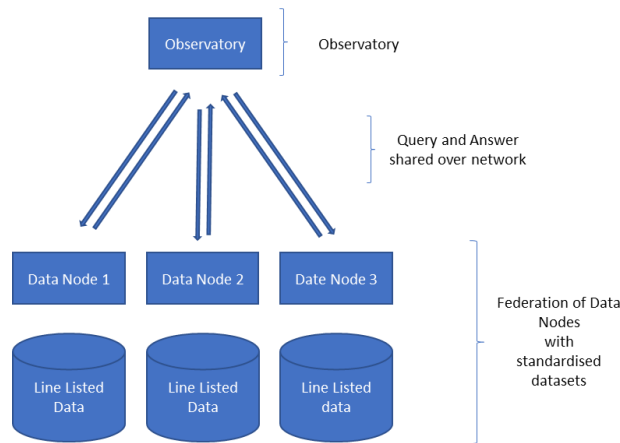 Observatory
Observatory
Query and Answer
shared over network
Data Node 1
Data Node 2
Date Node 3
Federation of Data
Nodes
with
standardised
datasets
Line Listed
Data
Line Listed
Data
Line Listed
data